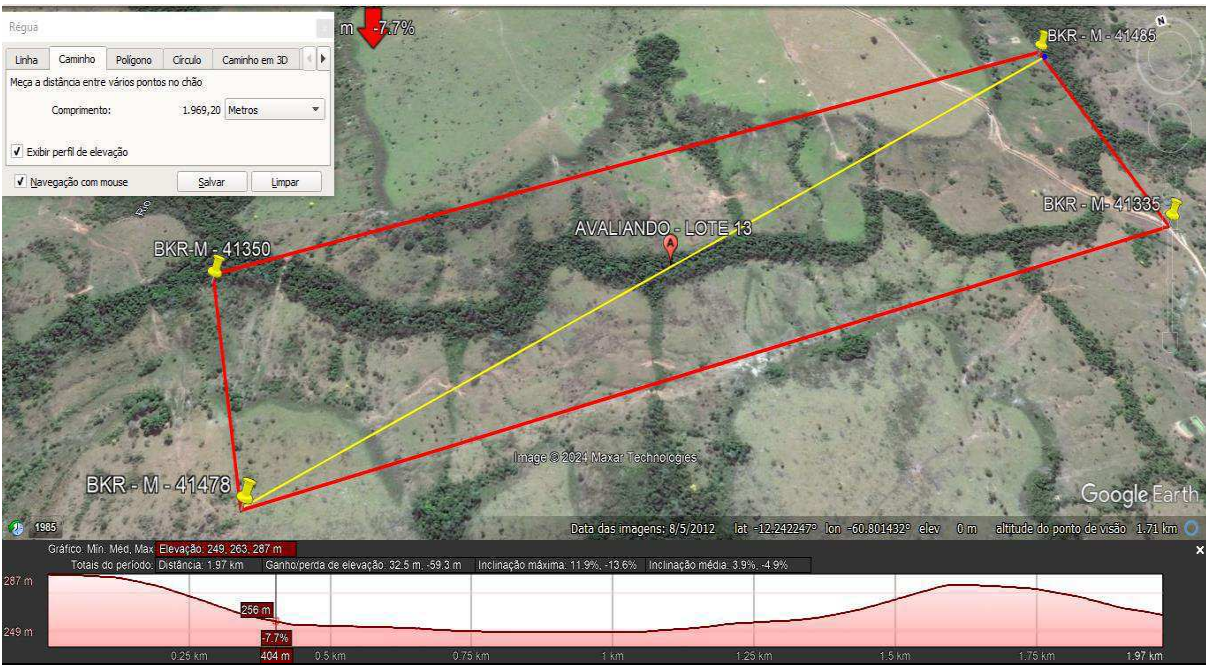 Régua
Linha Caminho Polígono Círculo Caminho em 3D
Meça a distância entre vários pontos no chão
Comprimento: 1.969,20 Metros
Exibir perfil de elevação
Navegação com mouse Salvar Limpar
m -7.7%
N
BKR - M - 41485
BKR - M- 41335
AVALIANDO - LOTE 13
Rio
BKR-M - 41350
BKR - M - 41478
Image © 2024 Maxar Technologies
Google Earth
1985
Data das imagens: 8/5/2012 lat -12.242247° lon -60.801432° elev 0 m altitude do ponto de visão 1.71 km
Gráfico: Mín. Méd, Max Elevação: 249, 263, 287 m
Totais do período: Distância: 1.97 km Ganho/perda de elevação: 32.5 m, -59.3 m Inclinação máxima: 11.9%, -13.6% Inclinação média: 3.9%, -4.9%
287 m
256 m
249 m
-7.7%
0.25 km 404 m 0.5 km 0.75 km 1 km 1.25 km 1.5 km 1.75 km 1.97 km